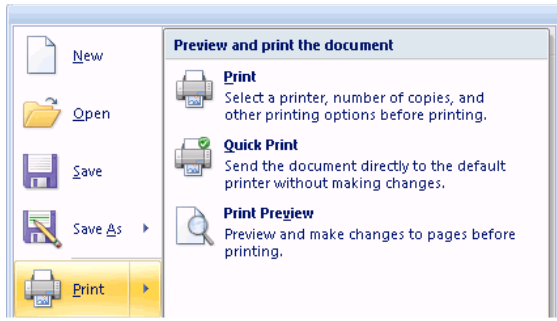 New
Open
Save
Save As
Print
Preview and print the document
Print
Select a printer, number of copies, and
other printing options before printing.
Quick Print
Send the document directly to the default
printer without making changes.
Print Preview
Preview and make changes to pages before
printing.